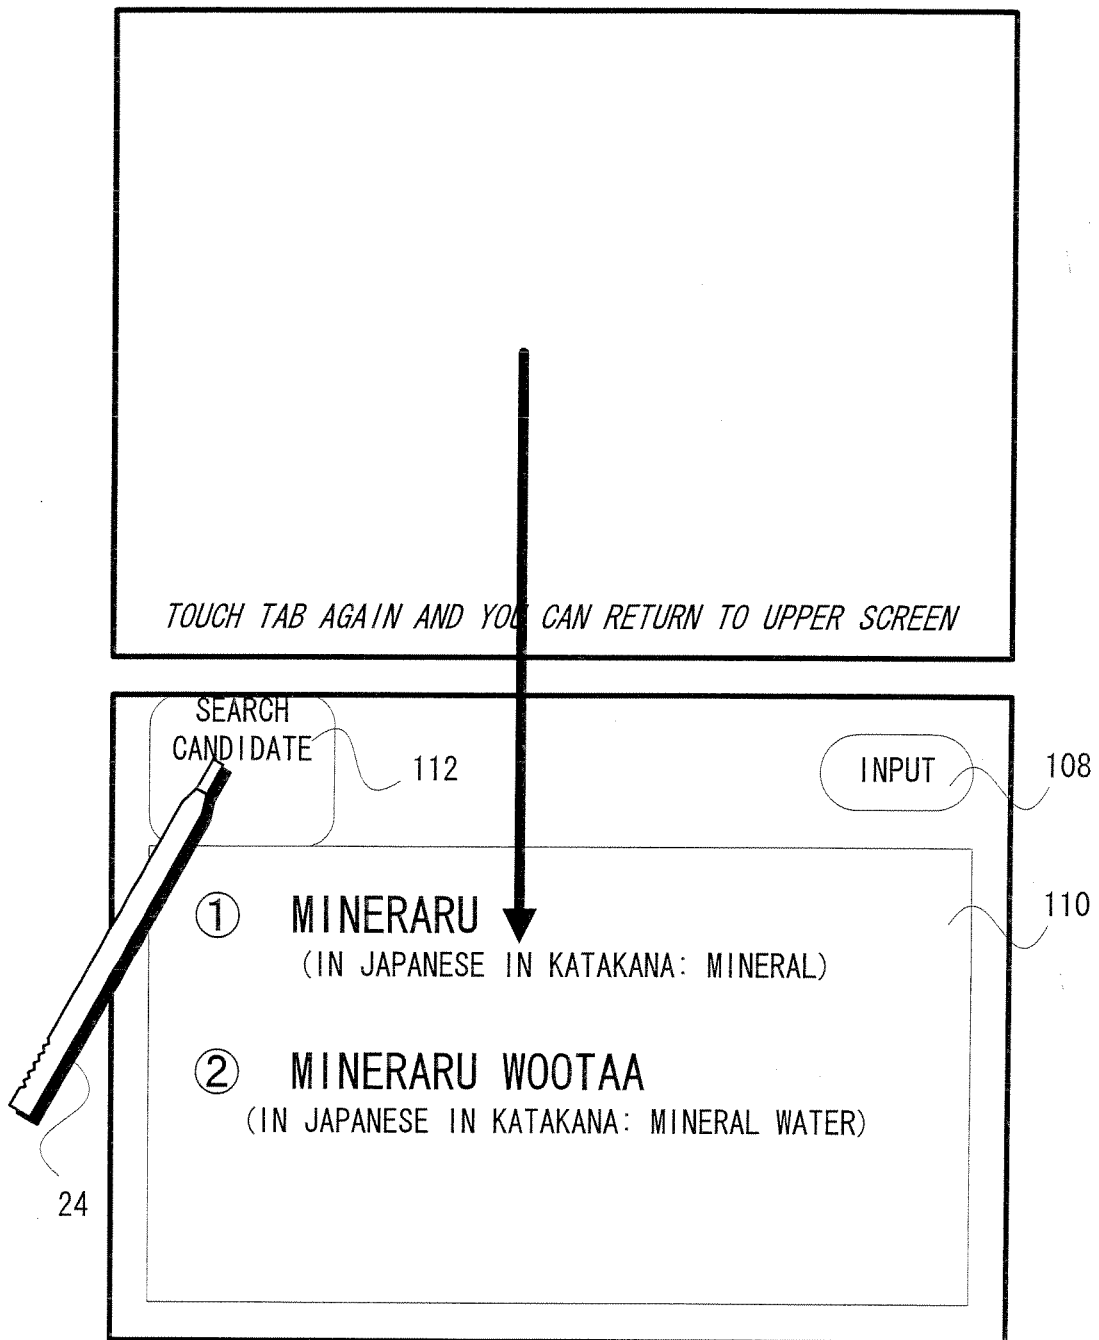 TOUCH TAB AGAIN AND YOU CAN RETURN TO UPPER SCREEN
SEARCH
CANDIDATE
112
INPUT
108
① MINERARU
(IN JAPANESE IN KATAKANA: MINERAL)
110
② MINERARU WOOTAA
(IN JAPANESE IN KATAKANA: MINERAL WATER)
24